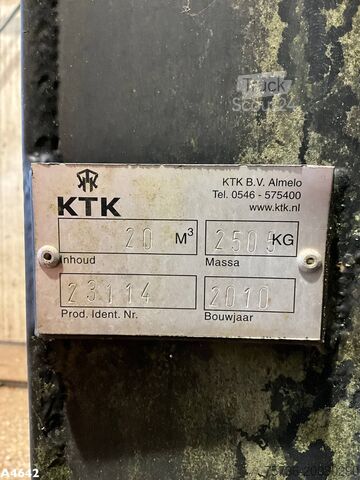 Truck
Scout24
KTK B.V. Almelo
Tel. 0546 - 575400
www.ktk.nl
KTK
20 M³
2505 KG
Inhoud
Massa
23114
2010
Prod. Ident. Nr.
Bouwjaar
A4642